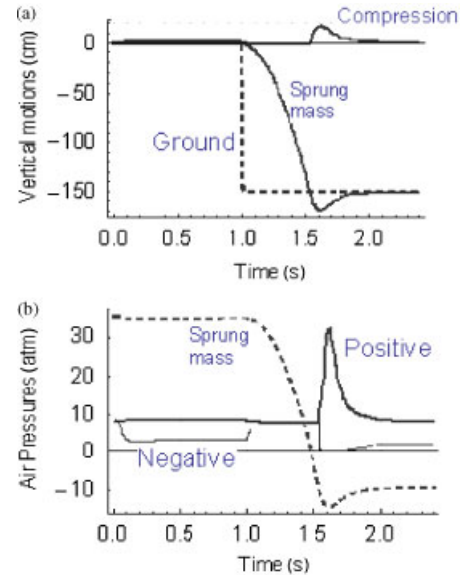 (a)
Compression
0
−50
−100
−150
Vertical motions (cm)
Sprung
mass
Ground
0.0 0.5 1.0 1.5 2.0
Time (s)
(b)
30
20
10
0
−10
Air Pressures (atm)
Sprung
mass
Positive
Negative
0.0 0.5 1.0 1.5 2.0
Time (s)